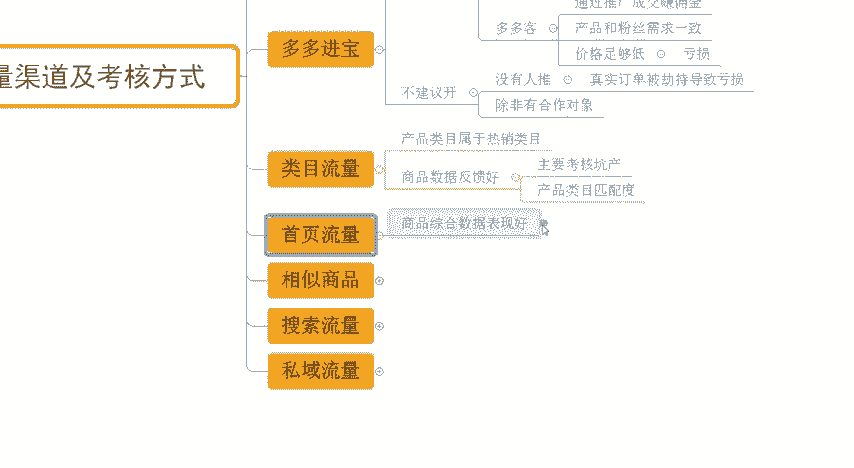 通过推广成交赚佣金
多多客
产品和粉丝需求一致
多多进宝
价格足够低
亏损
量渠道及考核方式
没有人推
真实订单被劫持导致亏损
不建议开
除非有合作对象
产品类目属于热销类目
类目流量
主要考核坑产
商品数据反馈好
产品类目匹配度
首页流量
商品综合数据表现好
相似商品
搜索流量
私域流量